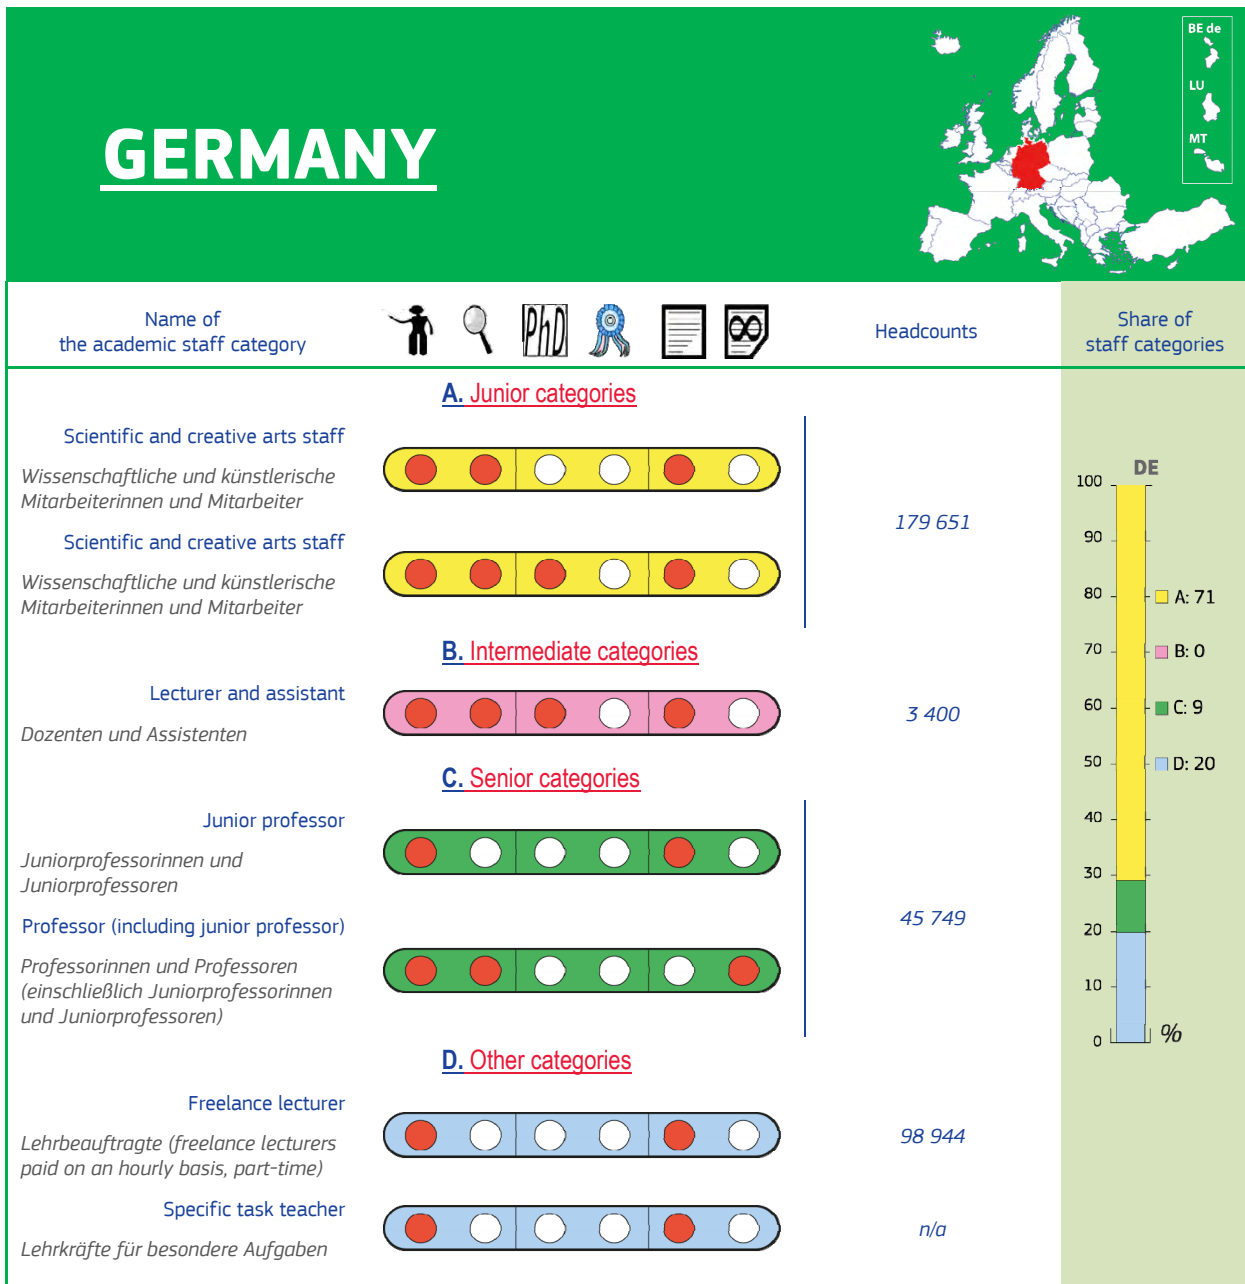 GERMANY
BE de
LU
MT
Name of
the academic staff category
PhD
Headcounts
Share of
staff categories
A. Junior categories
Scientific and creative arts staff
Wissenschaftliche und künstlerische
Mitarbeiterinnen und Mitarbeiter
179 651
Scientific and creative arts staff
Wissenschaftliche und künstlerische
Mitarbeiterinnen und Mitarbeiter
B. Intermediate categories
Lecturer and assistant
Dozenten und Assistenten
3 400
C. Senior categories
Junior professor
Juniorprofessorinnen und
Juniorprofessoren
45 749
Professor (including junior professor)
Professorinnen und Professoren
(einschließlich Juniorprofessorinnen
und Juniorprofessoren)
D. Other categories
Freelance lecturer
Lehrbeauftragte (freelance lecturers
paid on an hourly basis, part-time)
98 944
Specific task teacher
Lehrkräfte für besondere Aufgaben
n/a
DE
100
90
80
70
60
50
40
30
20
10
0
%
A: 71
B: 0
C: 9
D: 20